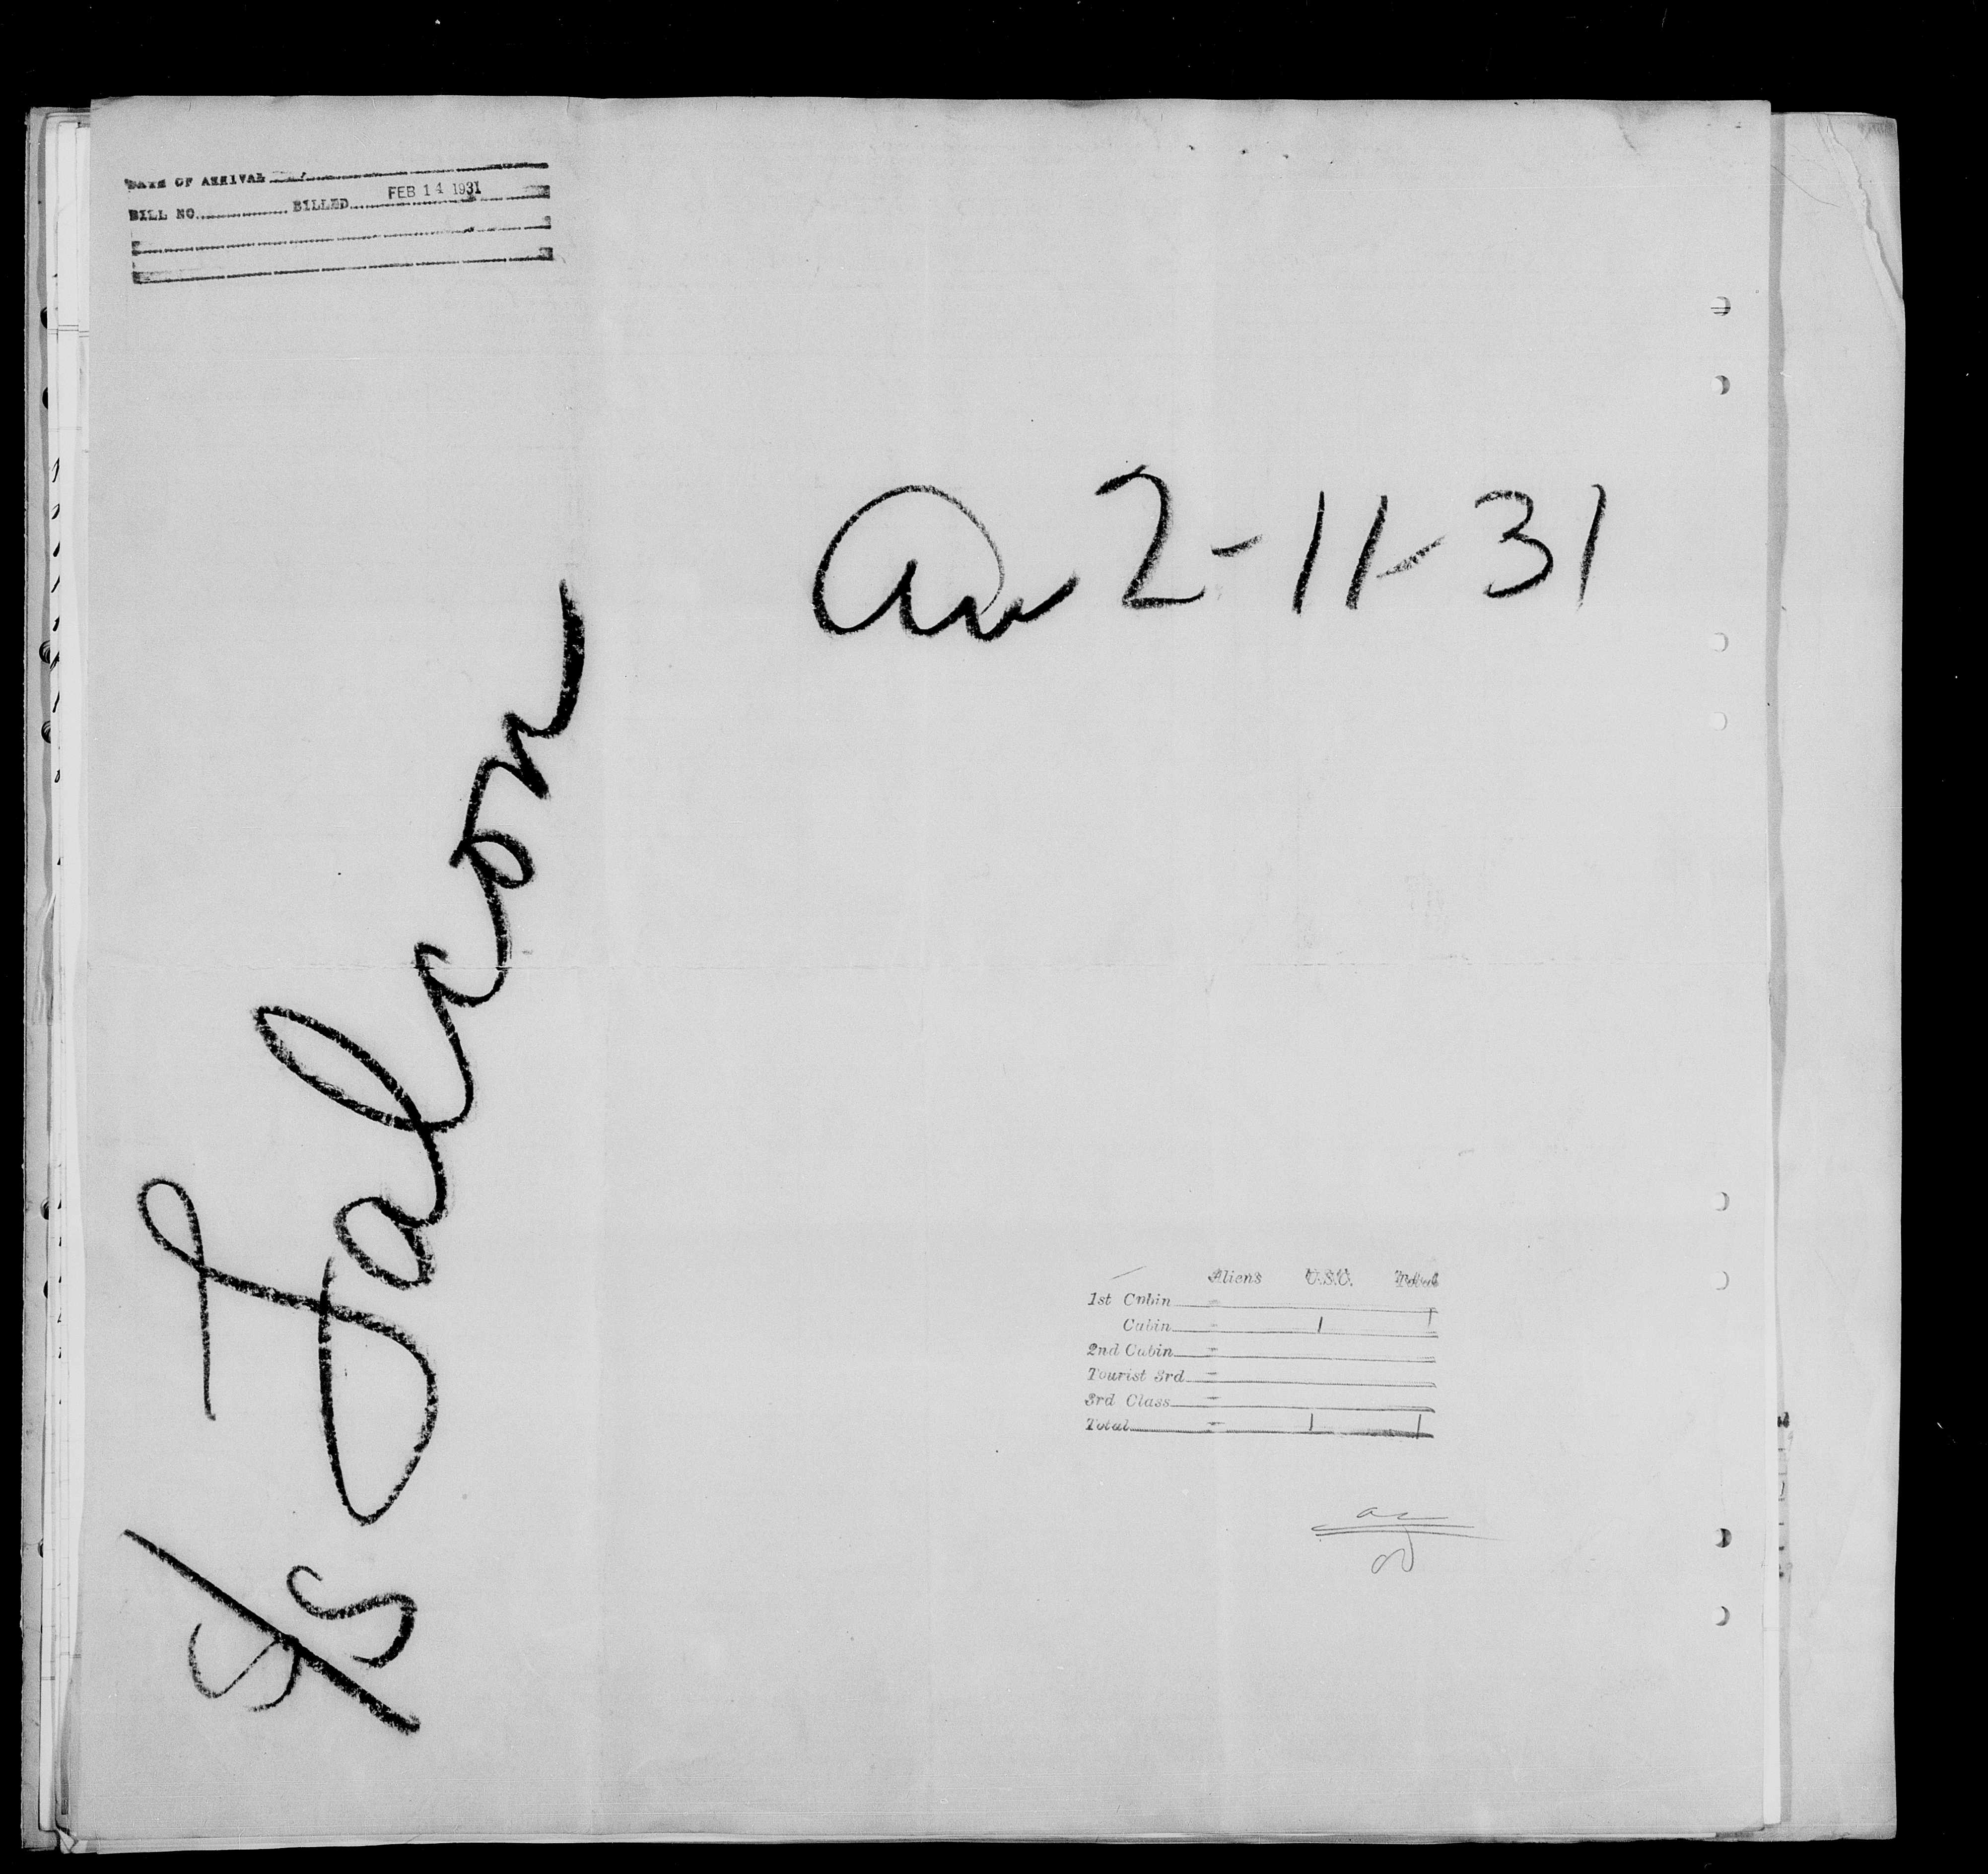 DATE OF ARRIVAL
BILL NO. BILLED FEB 14 1931
Arr 2-11-31
S/S Falcon
Aliens U.S.C. Total
1st Cabin -
Cabin - 1 1
2nd Cabin -
Tourist 3rd -
3rd Class -
Total - 1 1